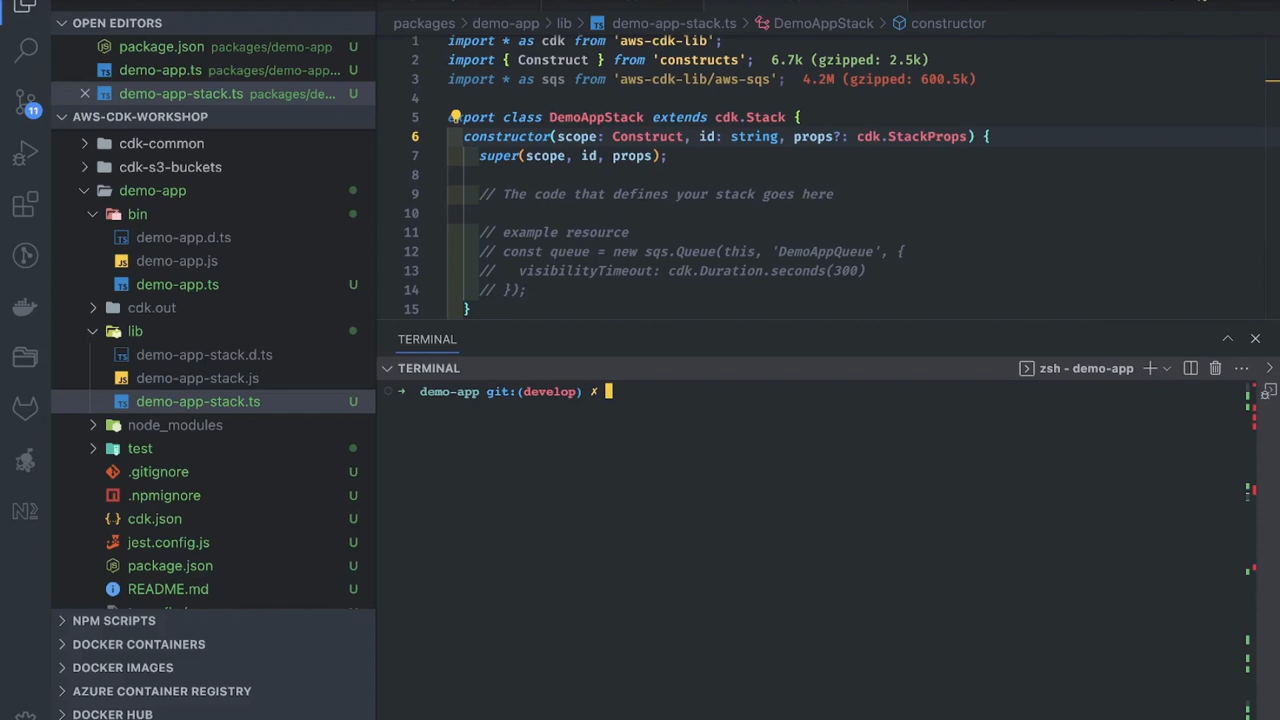 OPEN EDITORS
package.json packages/demo-app U
demo-app.ts packages/demo-app... U
demo-app-stack.ts packages/de... U
AWS-CDK-WORKSHOP
cdk-common
cdk-s3-buckets
demo-app
bin
demo-app.d.ts
demo-app.js
demo-app.ts U
cdk.out
lib
demo-app-stack.d.ts
demo-app-stack.js
demo-app-stack.ts U
node_modules
test
.gitignore U
.npmignore U
cdk.json U
jest.config.js U
package.json U
README.md U
NPM SCRIPTS
DOCKER CONTAINERS
DOCKER IMAGES
AZURE CONTAINER REGISTRY
DOCKER HUB
11
packages > demo-app > lib > TS demo-app-stack.ts > DemoAppStack > constructor
1 import * as cdk from 'aws-cdk-lib';
2 import { Construct } from 'constructs'; 6.7k (gzipped: 2.5k)
3 import * as sqs from 'aws-cdk-lib/aws-sqs'; 4.2M (gzipped: 600.5k)
4
5 export class DemoAppStack extends cdk.Stack {
6 constructor(scope: Construct, id: string, props?: cdk.StackProps) {
7 super(scope, id, props);
8
9 // The code that defines your stack goes here
10
11 // example resource
12 // const queue = new sqs.Queue(this, 'DemoAppQueue', {
13 // visibilityTimeout: cdk.Duration.seconds(300)
14 // });
15 }
TERMINAL
TERMINAL
zsh - demo-app
→ demo-app git:(develop) ✗